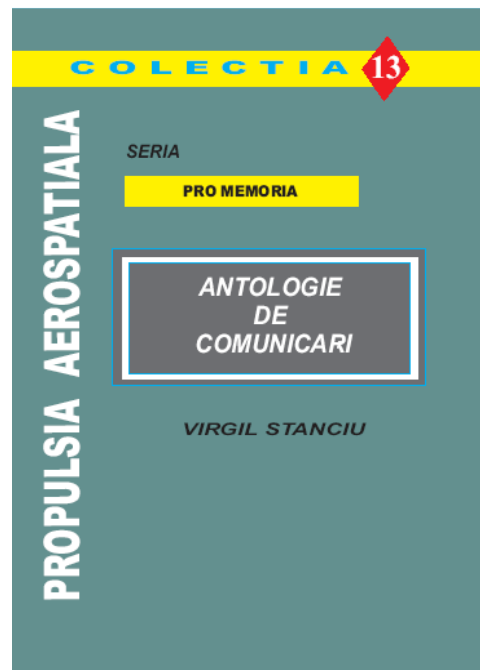 COLECTIA 13
PROPULSIA AEROSPATIALA
SERIA
PRO MEMORIA
ANTOLOGIE
DE
COMUNICARI
VIRGIL STANCIU